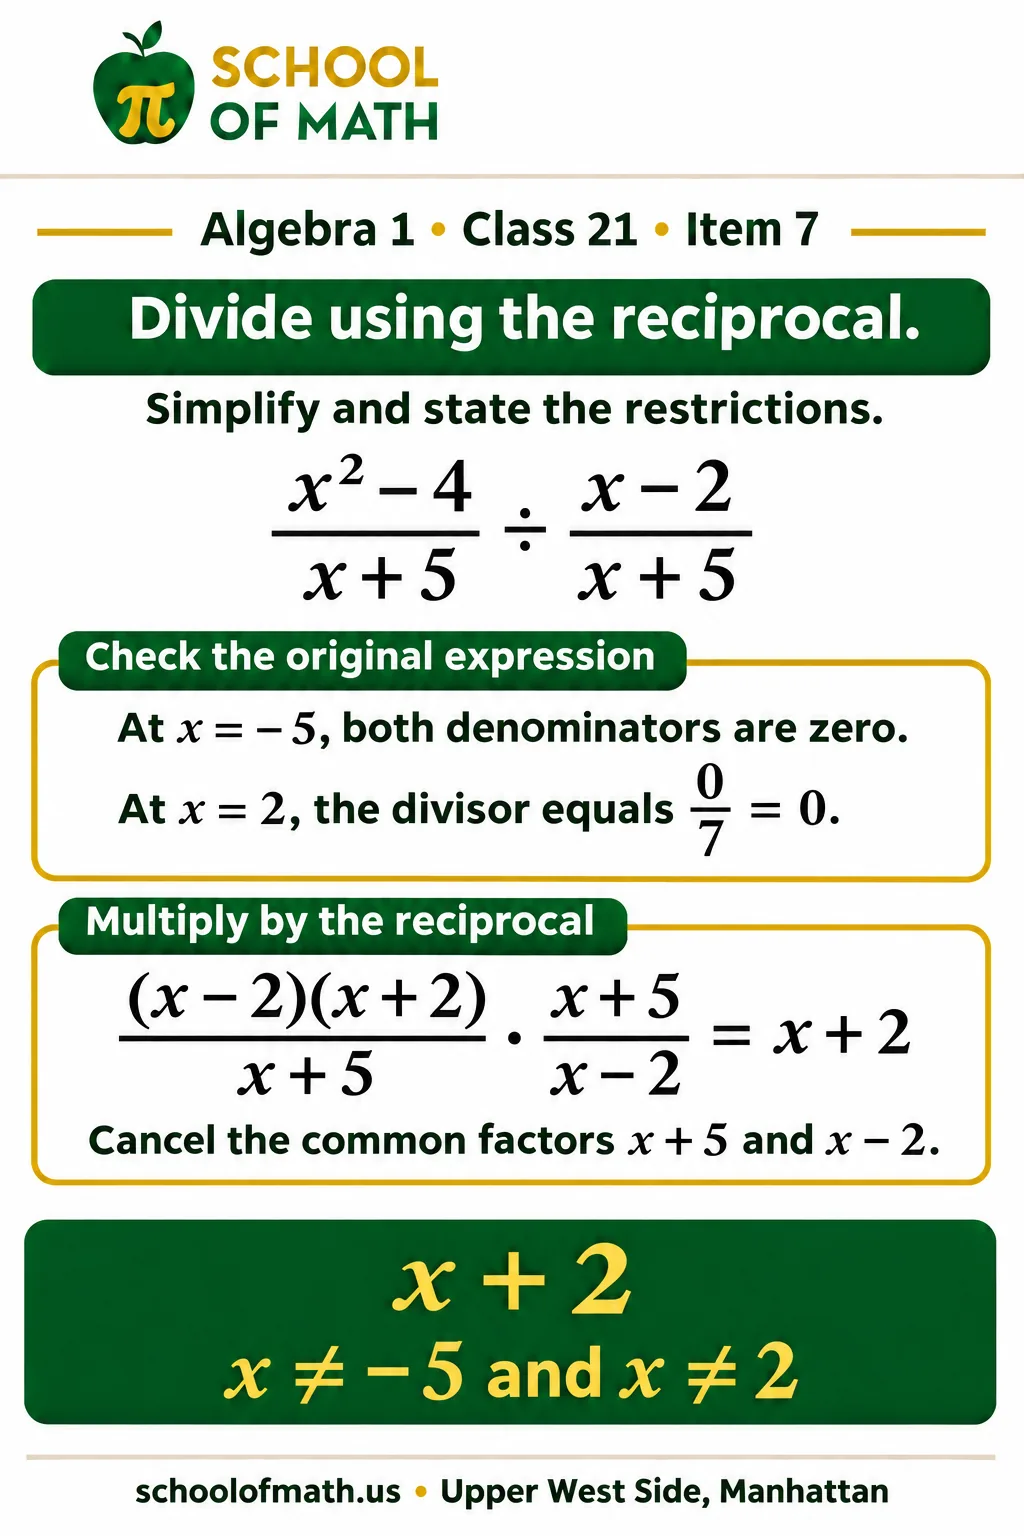 π
SCHOOL
OF MATH
Algebra 1 • Class 21 • Item 7
Divide using the reciprocal.
Simplify and state the restrictions.
x² − 4
x + 5
÷
x − 2
x + 5
Check the original expression
At x = −5, both denominators are zero.
At x = 2, the divisor equals 0/7 = 0.
Multiply by the reciprocal
(x − 2)(x + 2)
x + 5
·
x + 5
x − 2
= x + 2
Cancel the common factors x + 5 and x − 2.
x + 2
x ≠ −5 and x ≠ 2
schoolofmath.us • Upper West Side, Manhattan